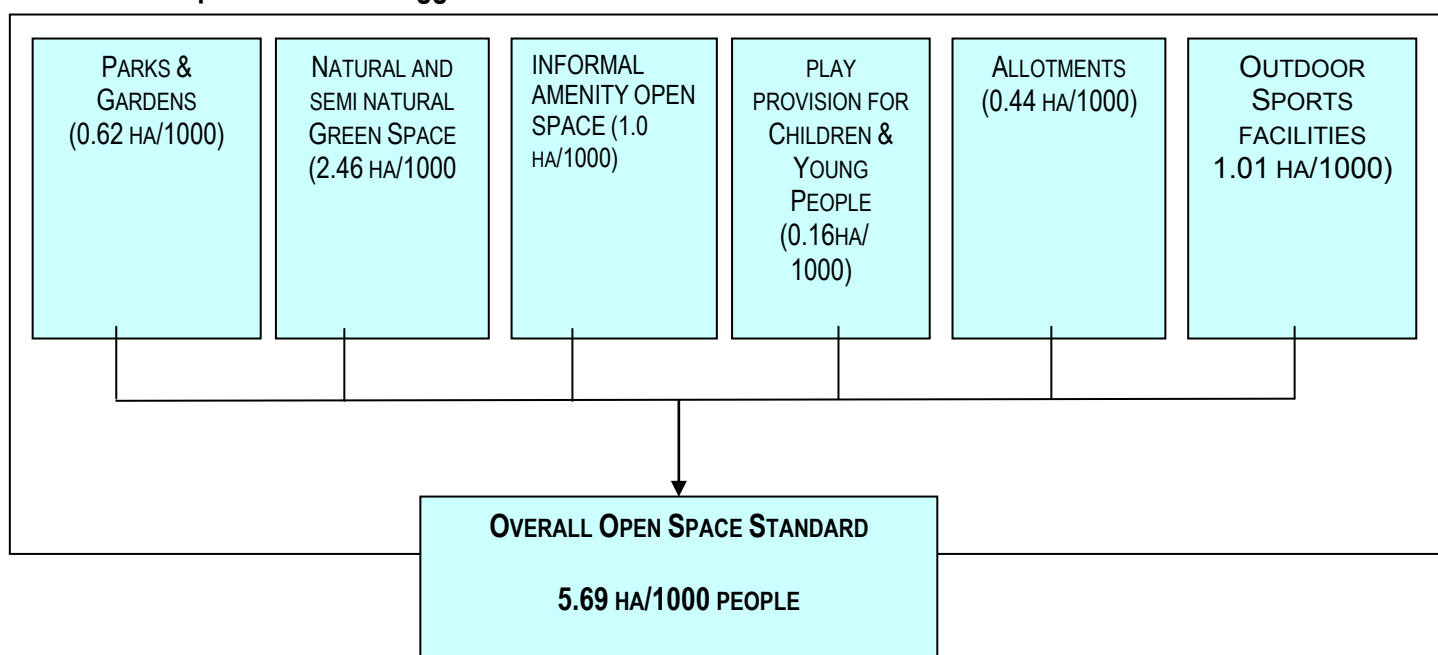 PARKS &
GARDENS
(0.62 HA/1000)
NATURAL AND
SEMI NATURAL
GREEN SPACE
(2.46 HA/1000
INFORMAL
AMENITY OPEN
SPACE (1.0
HA/1000)
PLAY
PROVISION FOR
CHILDREN &
YOUNG
PEOPLE
(0.16HA/
1000)
ALLOTMENTS
(0.44 HA/1000)
OUTDOOR
SPORTS
FACILITIES
1.01 HA/1000)
OVERALL OPEN SPACE STANDARD
5.69 HA/1000 PEOPLE